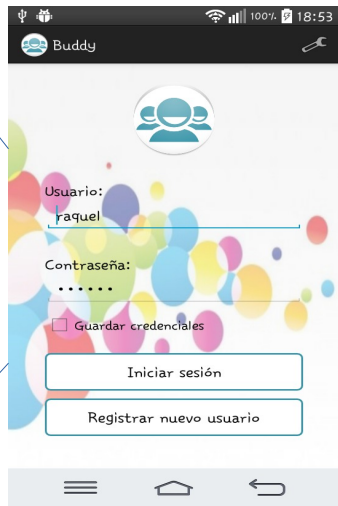 100% 18:53
Buddy
Usuario:
raquel
Contraseña:
••••••
Guardar credenciales
Iniciar sesión
Registrar nuevo usuario